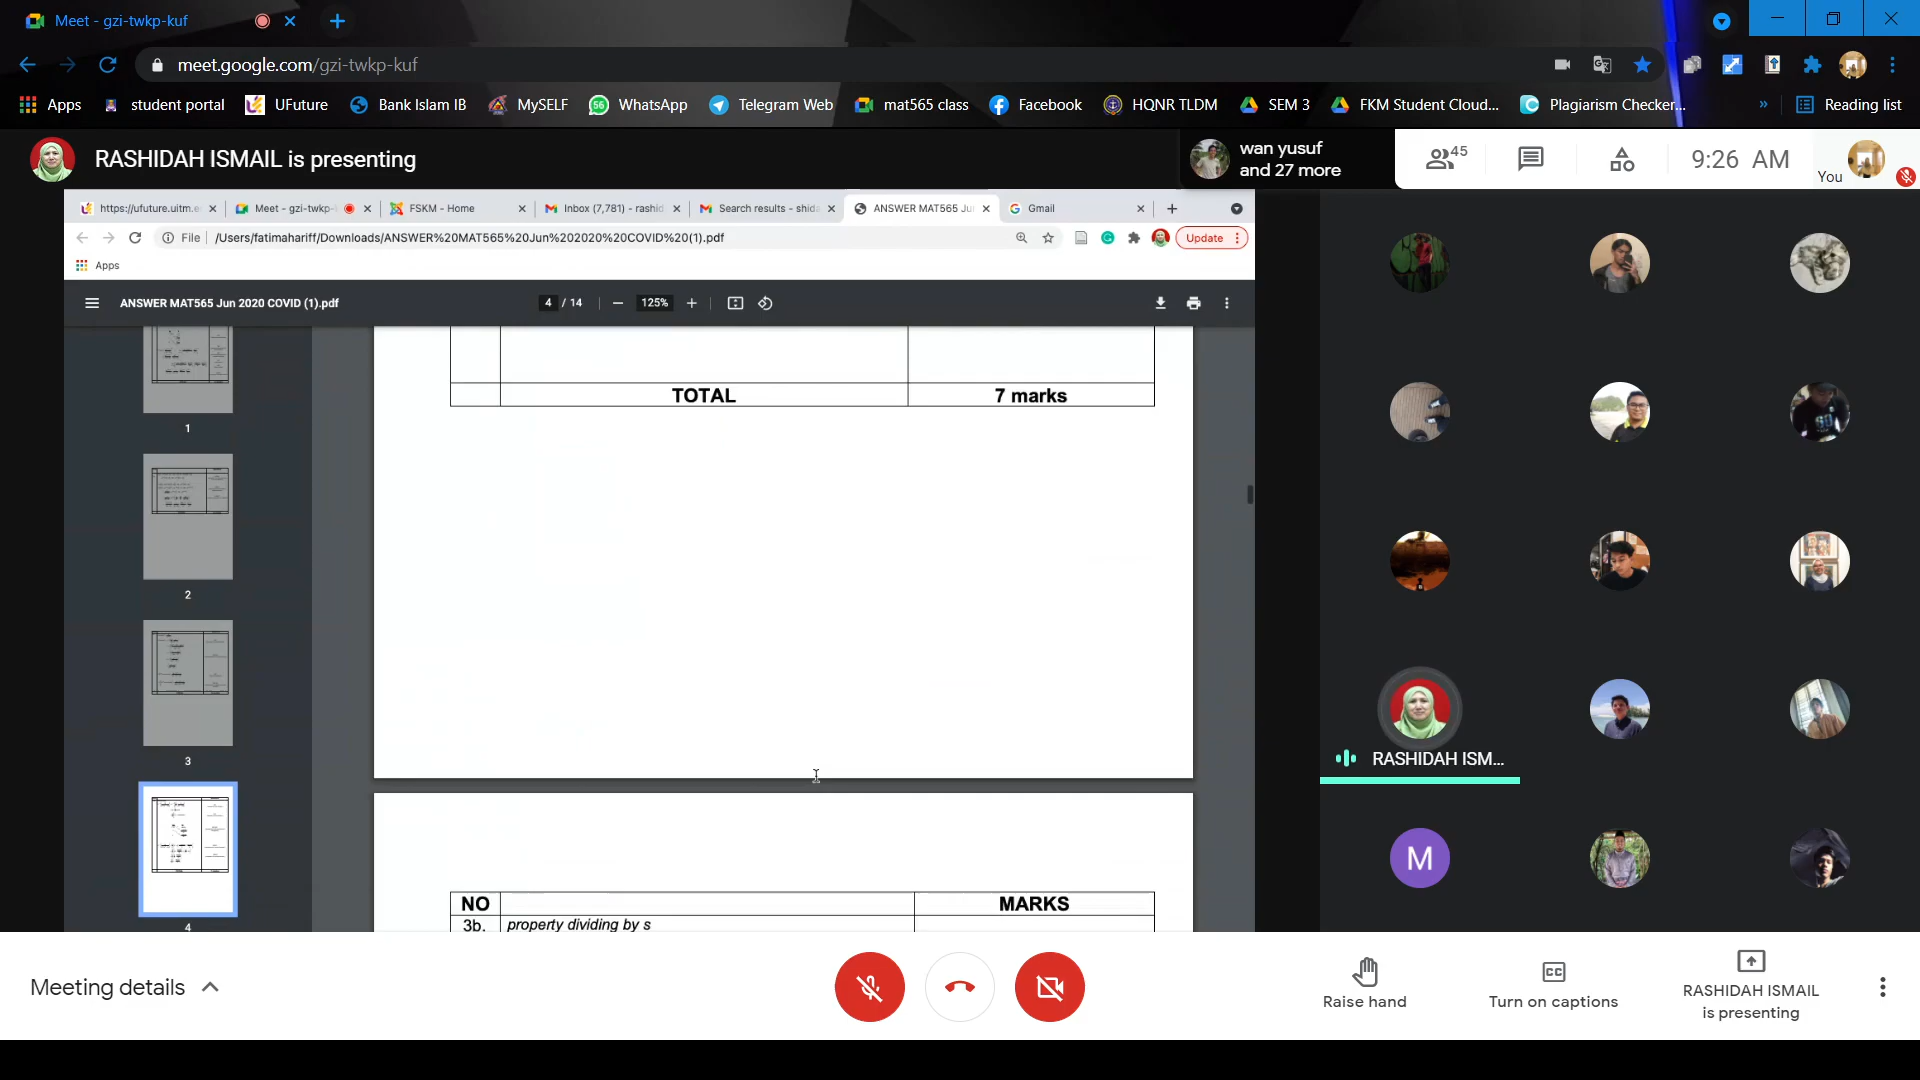 Meet - gzi-twkp-kuf
meet.google.com/gzi-twkp-kuf
Apps student portal UFuture Bank Islam IB MySELF 56 WhatsApp Telegram Web mat565 class Facebook HQNR TLDM SEM 3 FKM Student Cloud... Plagiarism Checker... » Reading list
RASHIDAH ISMAIL is presenting
wan yusuf
and 27 more
45
9:26 AM
You
https://ufuture.uitm.e Meet - gzi-twkp- FSKM - Home Inbox (7,781) - rashid Search results - shida ANSWER MAT565 Ju Gmail
File /Users/fatimahariff/Downloads/ANSWER%20MAT565%20Jun%202020%20COVID%20(1).pdf Update
Apps
ANSWER MAT565 Jun 2020 COVID (1).pdf 4 / 14 125%
TOTAL 7 marks
1
2
3
4
NO MARKS
3b. property dividing by s
RASHIDAH ISM...
M
Meeting details
Raise hand
Turn on captions
RASHIDAH ISMAIL
is presenting